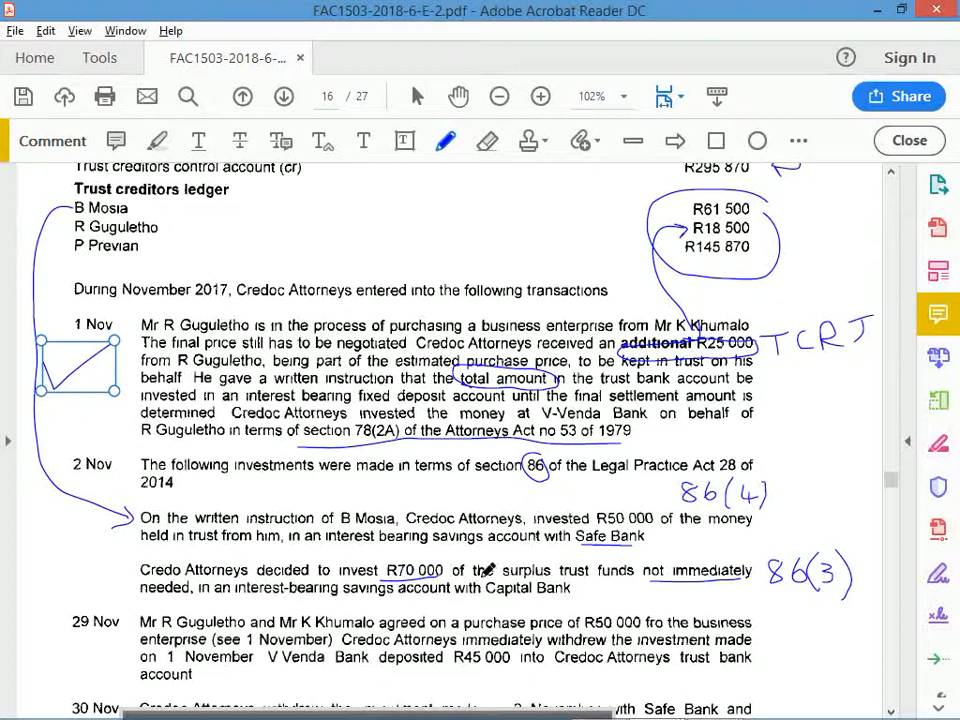 FAC1503-2018-6-E-2.pdf - Adobe Acrobat Reader DC
File Edit View Window Help
Home Tools FAC1503-2018-6-... × Sign In
16 / 27 102% Share
Comment Close
Trust creditors control account (cr) R295 870
Trust creditors ledger
B Mosia R61 500
R Guguletho R18 500
P Previan R145 870
During November 2017, Credoc Attorneys entered into the following transactions
1 Nov Mr R Guguletho is in the process of purchasing a business enterprise from Mr K Khumalo
The final price still has to be negotiated Credoc Attorneys received an additional R25 000 TCRJ
from R Guguletho, being part of the estimated purchase price, to be kept in trust on his
behalf He gave a written instruction that the total amount in the trust bank account be
invested in an interest bearing fixed deposit account until the final settlement amount is
determined Credoc Attorneys invested the money at V-Venda Bank on behalf of
R Guguletho in terms of section 78(2A) of the Attorneys Act no 53 of 1979
2 Nov The following investments were made in terms of section 86 of the Legal Practice Act 28 of
2014
86(4)
On the written instruction of B Mosia, Credoc Attorneys, invested R50 000 of the money
held in trust from him, in an interest bearing savings account with Safe Bank
Credo Attorneys decided to invest R70 000 of the surplus trust funds not immediately 86(3)
needed, in an interest-bearing savings account with Capital Bank
29 Nov Mr R Guguletho and Mr K Khumalo agreed on a purchase price of R50 000 fro the business
enterprise (see 1 November) Credoc Attorneys immediately withdrew the investment made
on 1 November V Venda Bank deposited R45 000 into Credoc Attorneys trust bank
account
30 Nov Credoc Attorneys withdrew the investment made on 2 November with Safe Bank and